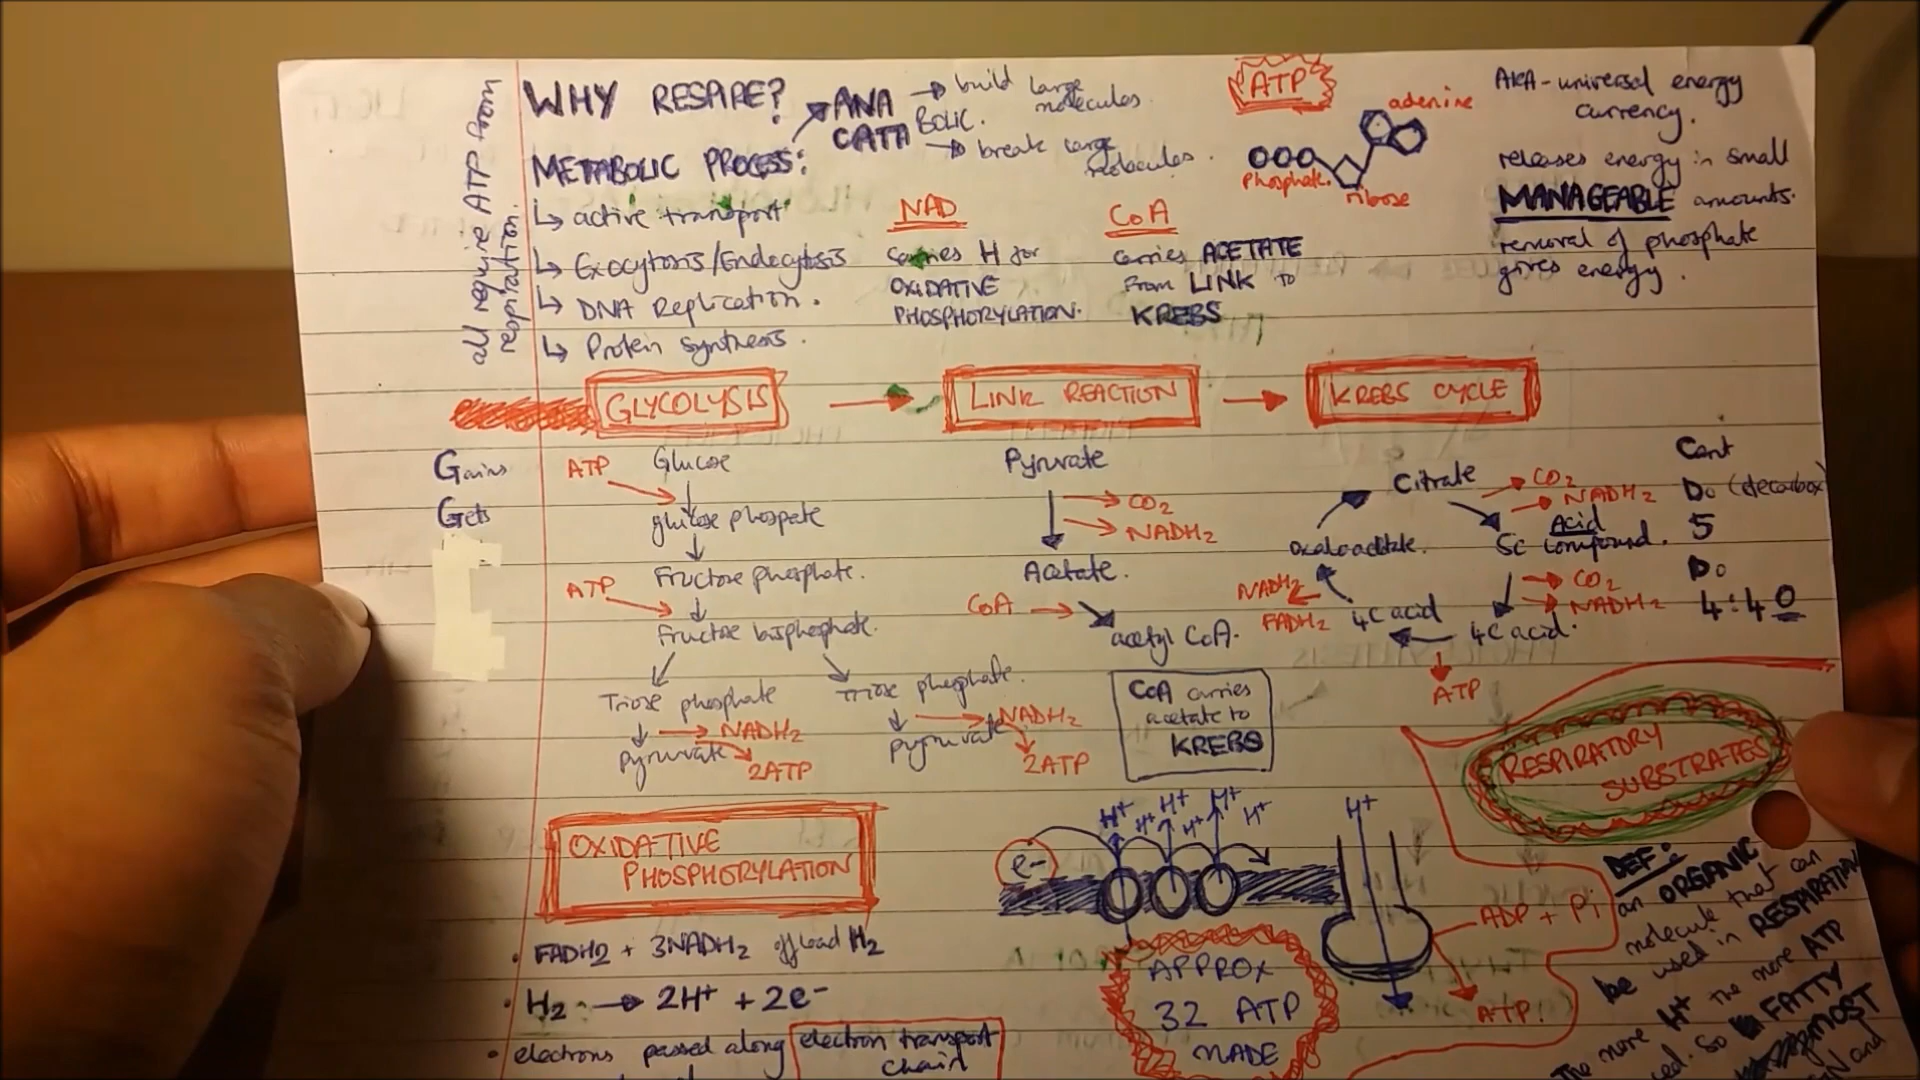 all require ATP from
respiration.
WHY RESPIRE?
METABOLIC PROCESS:
ANA
CATA
BOLIC.
→ build large
molecules
→ break large
molecules.
↳ active transport
↳ Exocytosis/Endocytosis
↳ DNA Replication.
↳ Protein Synthesis.
NAD
carries H for
OXIDATIVE
PHOSPHORYLATION.
CoA
carries ACETATE
From LINK to
KREBS
ATP
adenine
phosphate.
ribose
AKA - universal energy
currency.
releases energy in small
MANAGEABLE amounts.
removal of phosphate
gives energy.
GLYCOLYSIS → LINK REACTION → KREBS CYCLE
Gains
Gets
ATP
Glucose
glucose phospate
Fructose phosphate.
ATP
Fructose bisphosphate.
Triose phosphate
Triose phosphate.
NADH2
pyruvate
2ATP
NADH2
pyruvate
2ATP
Pyruvate
CO2
NADH2
Acetate.
CoA
acetyl CoA.
CoA carries
acetate to
KREBS
Citrate
CO2
NADH2
Acid
5c compound.
CO2
NADH2
4C acid.
ATP
4C acid
NADH2
FADH2
oxaloacetate.
Cant
Do (decarbox)
5
Do
4:40
OXIDATIVE
PHOSPHORYLATION
· FADH2 + 3NADH2 offload H2
· H2 → 2H+ + 2e-
· electrons passed along electron transport
chain
e-
H+ H+ H+
H+ H+ H+
H+
ADP + Pi
ATP!
APPROX
32 ATP
MADE
RESPIRATORY
SUBSTRATES
DEF:
an ORGANIC
molecule that can
be used in RESPIRATION
The more H+ the more ATP
So FATTY
MOST
and